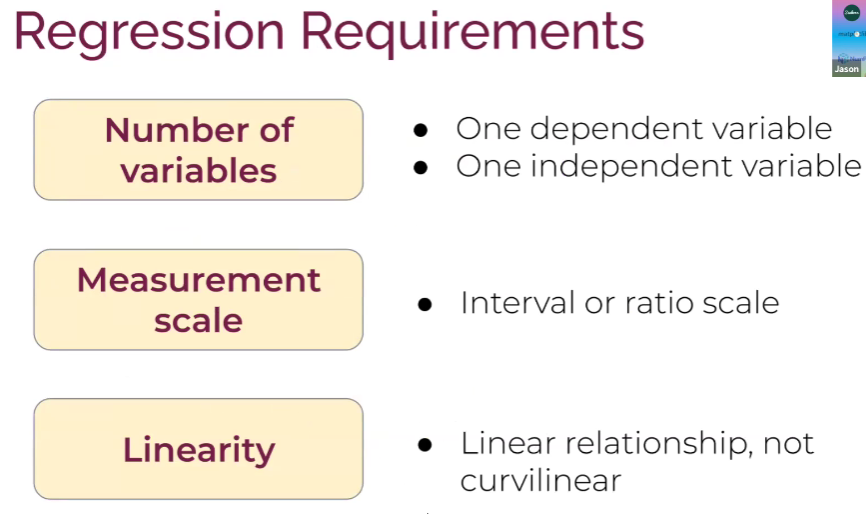 Regression Requirements
Jason
Number of
variables
● One dependent variable
● One independent variable
Measurement
scale
● Interval or ratio scale
Linearity
● Linear relationship, not
curvilinear